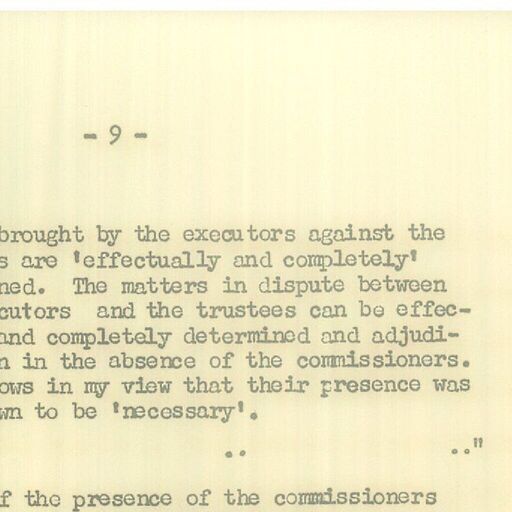 - 9 -
brought by the executors against the
s are 'effectually and completely'
ned. The matters in dispute between
cutors and the trustees can be effec-
and completely determined and adjudi-
n in the absence of the commissioners.
ows in my view that their presence was
wn to be 'necessary'.
.. .."
f the presence of the commissioners